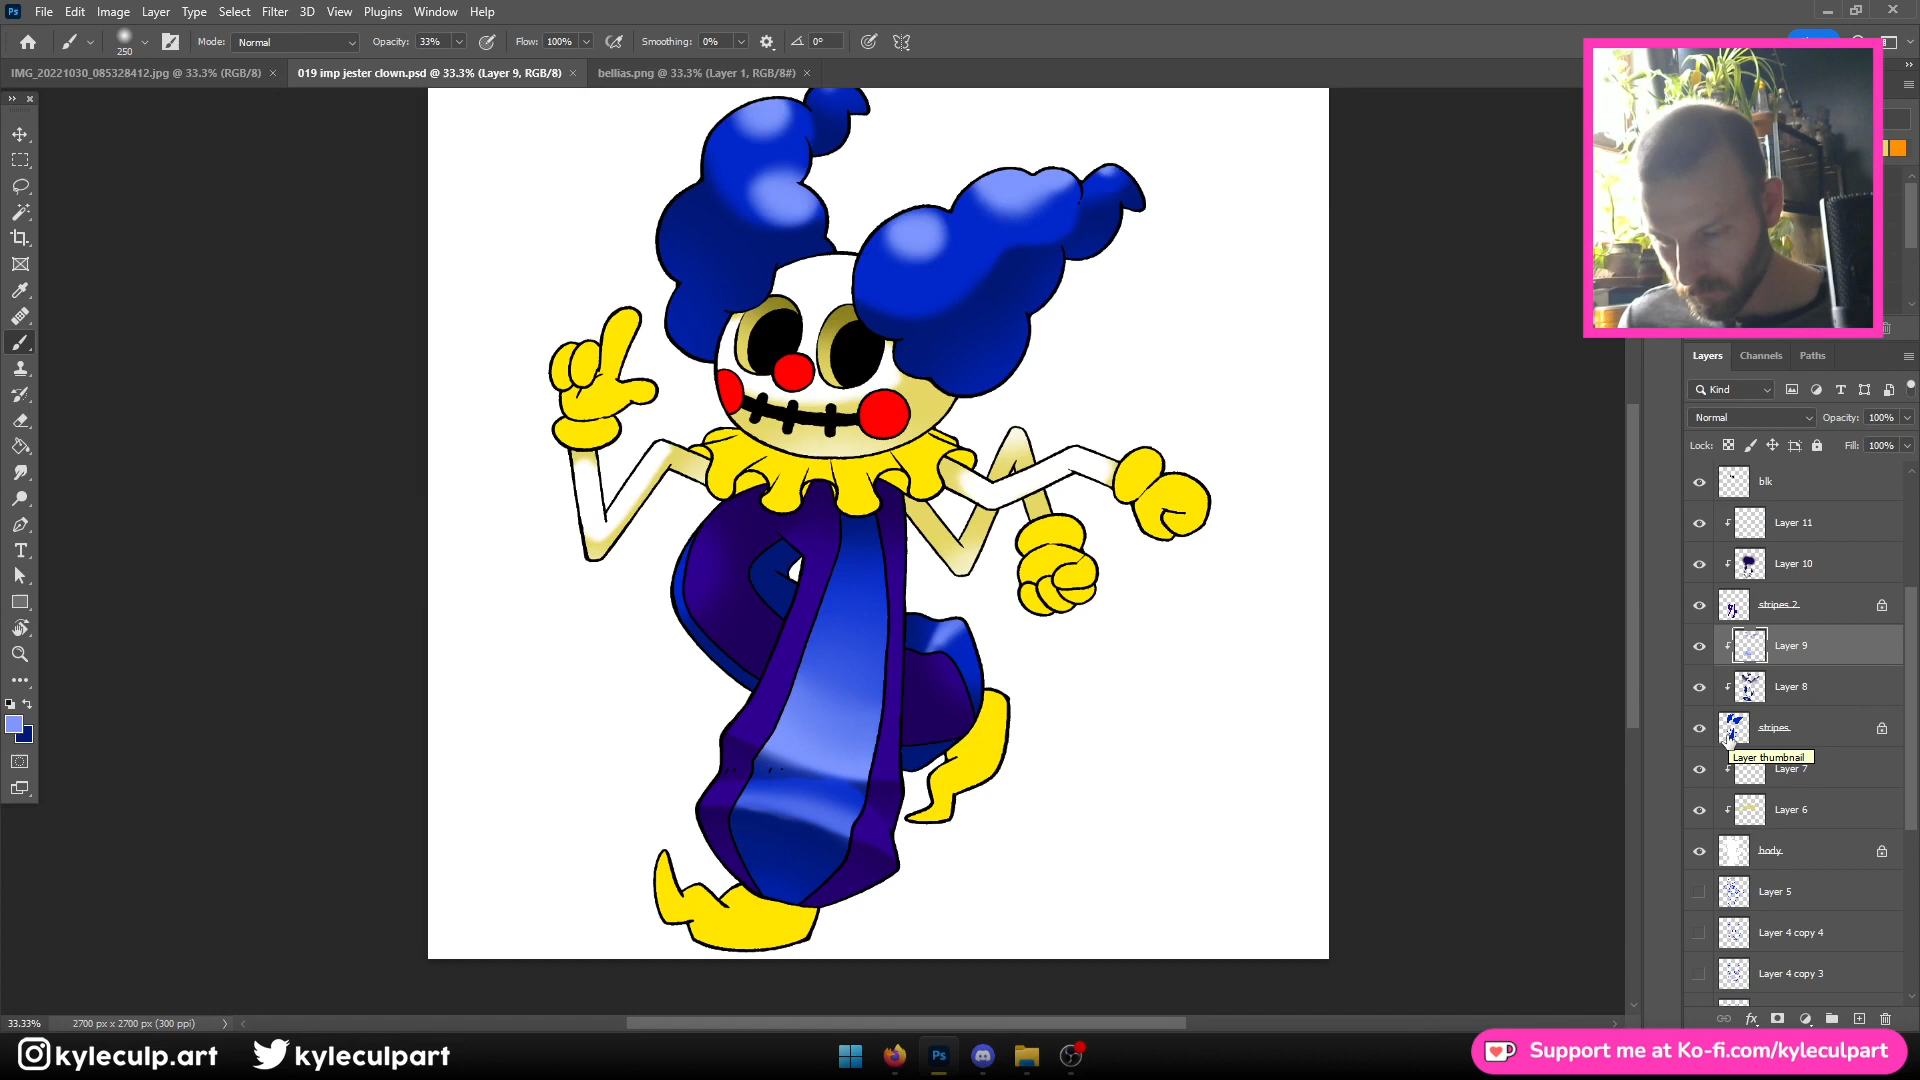 Ps File Edit Image Layer Type Select Filter 3D View Plugins Window Help
250 Mode: Normal Opacity: 33% Flow: 100% Smoothing: 0% 0°
IMG_20221030_085328412.jpg @ 33.3% (RGB/8) × 019 imp jester clown.psd @ 33.3% (Layer 9, RGB/8) × bellias.png @ 33.3% (Layer 1, RGB/8#) ×
Layers Channels Paths
Kind
Normal Opacity: 100%
Lock: Fill: 100%
blk
Layer 11
Layer 10
stripes 2
Layer 9
Layer 8
stripes
Layer thumbnail
Layer 7
Layer 6
body
Layer 5
Layer 4 copy 4
Layer 4 copy 3
33.33% 2700 px x 2700 px (300 ppi)
kyleculp.art kyleculpart
Ps
Support me at Ko-fi.com/kyleculpart